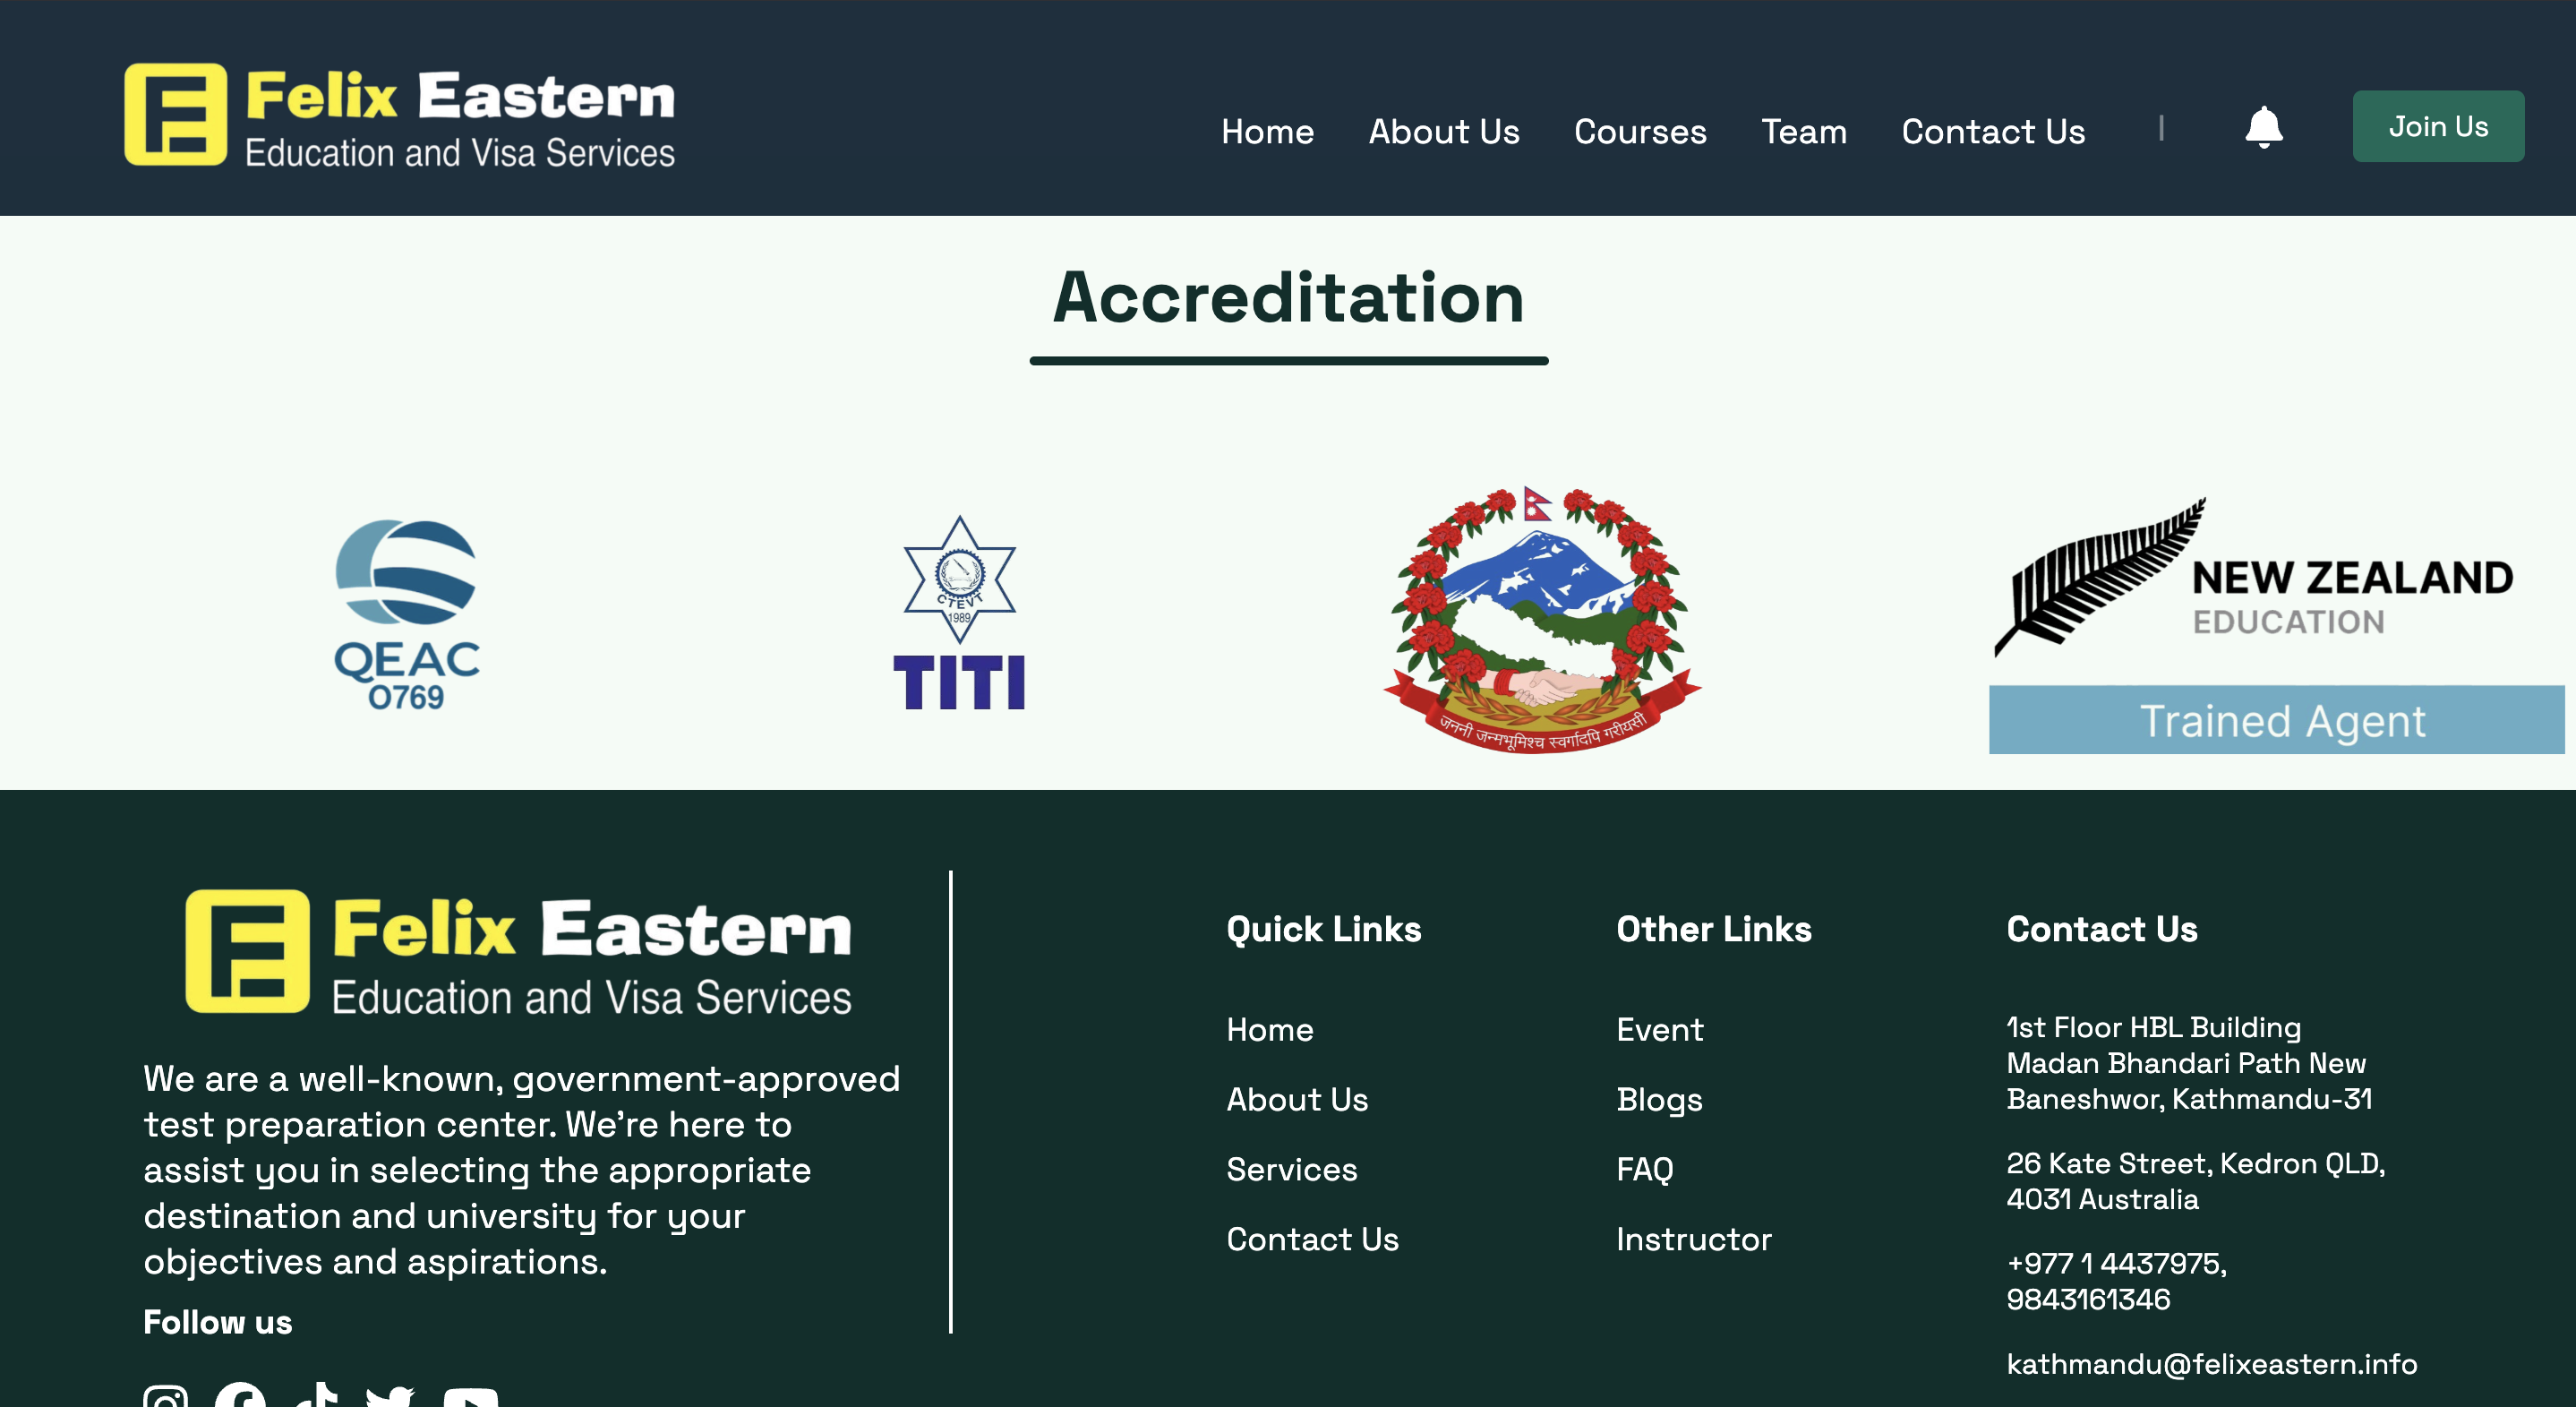 Felix Eastern
Education and Visa Services
Home About Us Courses Team Contact Us | Join Us
Accreditation
QEAC
0769
CTEVT
1989
TITI
जननी जन्मभूमिश्च स्वर्गादपि गरीयसी
NEW ZEALAND
EDUCATION
Trained Agent
Felix Eastern
Education and Visa Services
We are a well-known, government-approved
test preparation center. We're here to
assist you in selecting the appropriate
destination and university for your
objectives and aspirations.
Follow us
Quick Links
Home
About Us
Services
Contact Us
Other Links
Event
Blogs
FAQ
Instructor
Contact Us
1st Floor HBL Building
Madan Bhandari Path New
Baneshwor, Kathmandu-31
26 Kate Street, Kedron QLD,
4031 Australia
+977 1 4437975,
9843161346
kathmandu@felixeastern.info